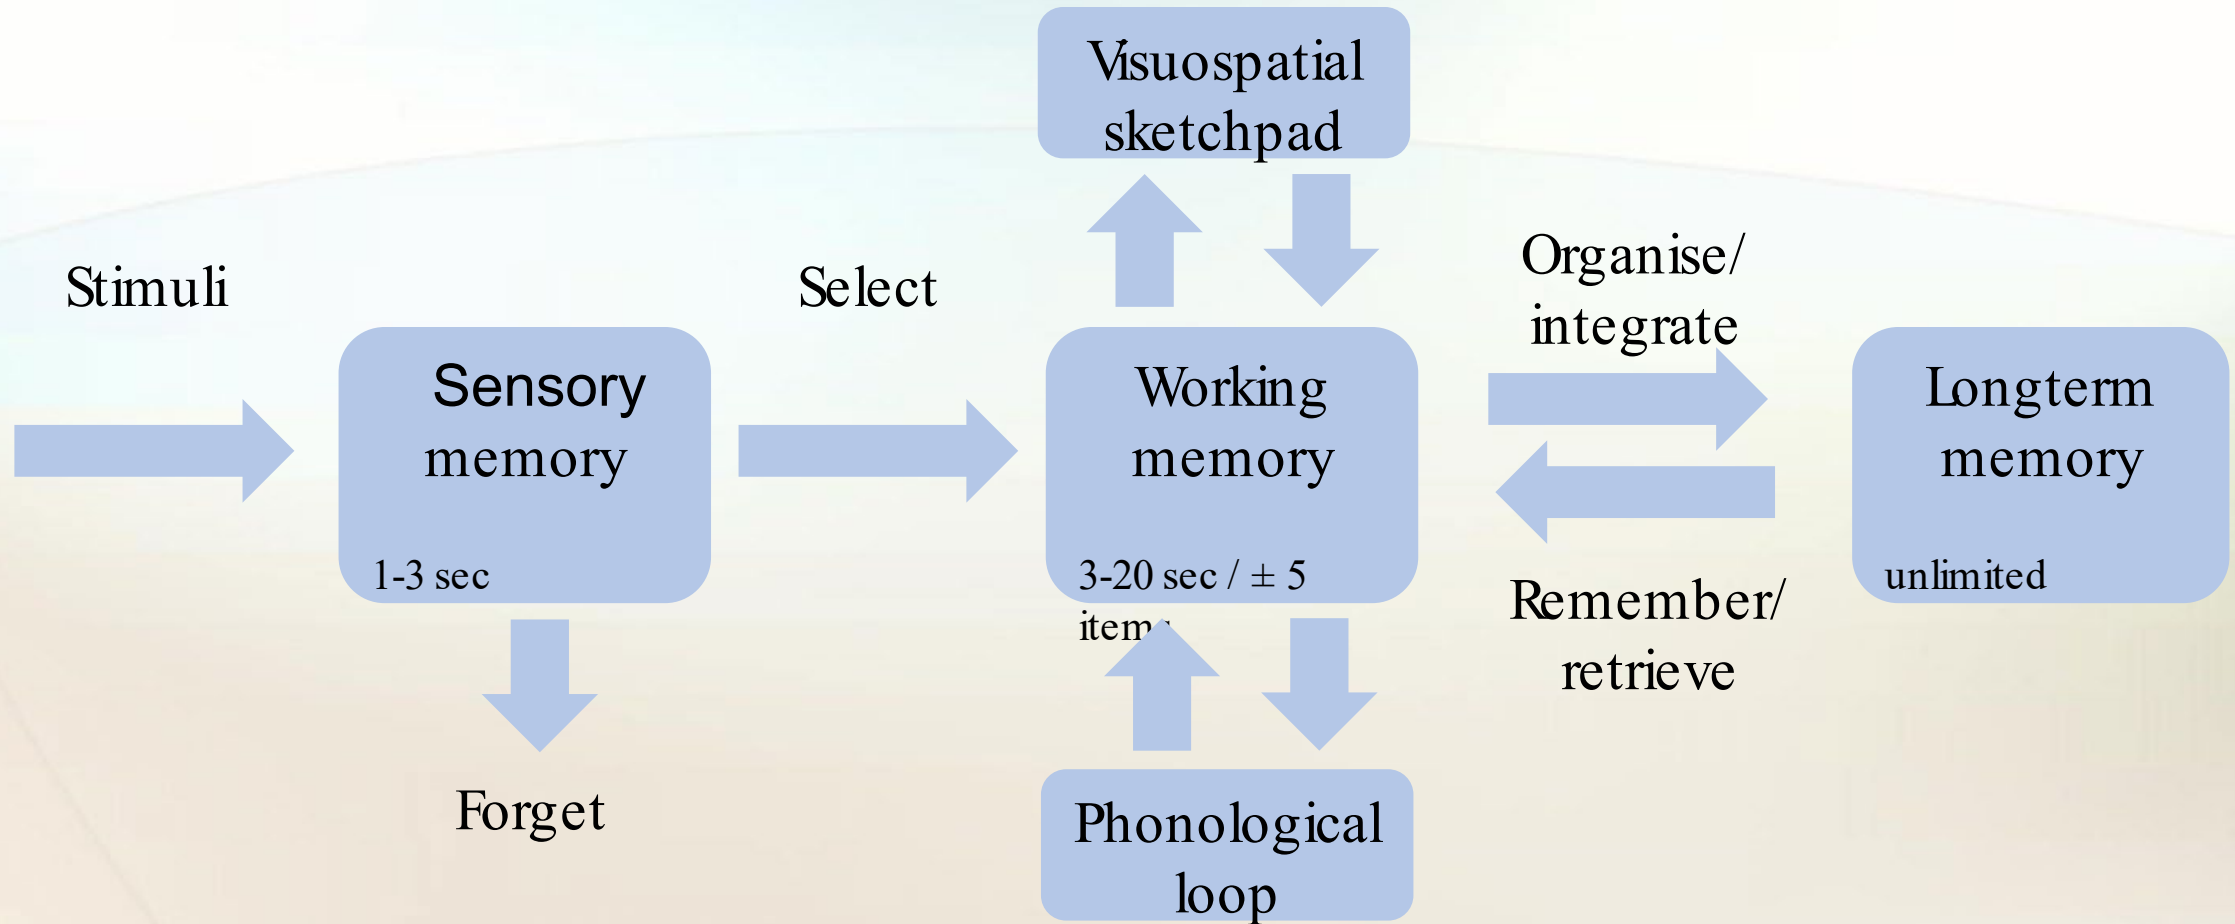 Visuospatial
sketchpad
Stimuli
Select
Organise/
integrate
Sensory
memory
1-3 sec
Working
memory
3-20 sec / ± 5
items
Longterm
memory
unlimited
Remember/
retrieve
Forget
Phonological
loop